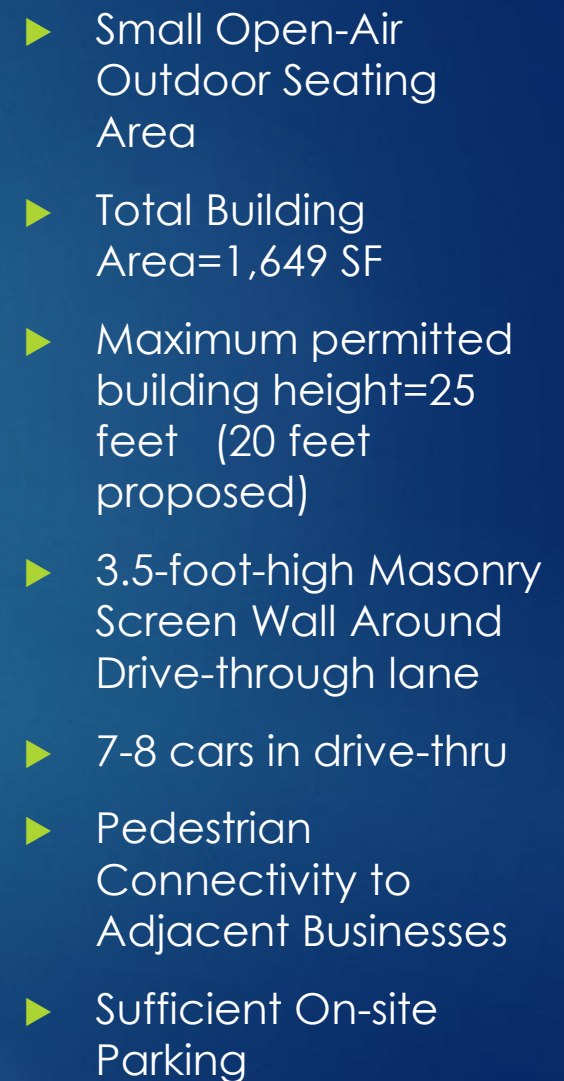 Small Open-Air
Outdoor Seating
Area
Total Building
Area=1,649 SF
Maximum permitted
building height=25
feet (20 feet
proposed)
3.5-foot-high Masonry
Screen Wall Around
Drive-through lane
7-8 cars in drive-thru
Pedestrian
Connectivity to
Adjacent Businesses
Sufficient On-site
Parking